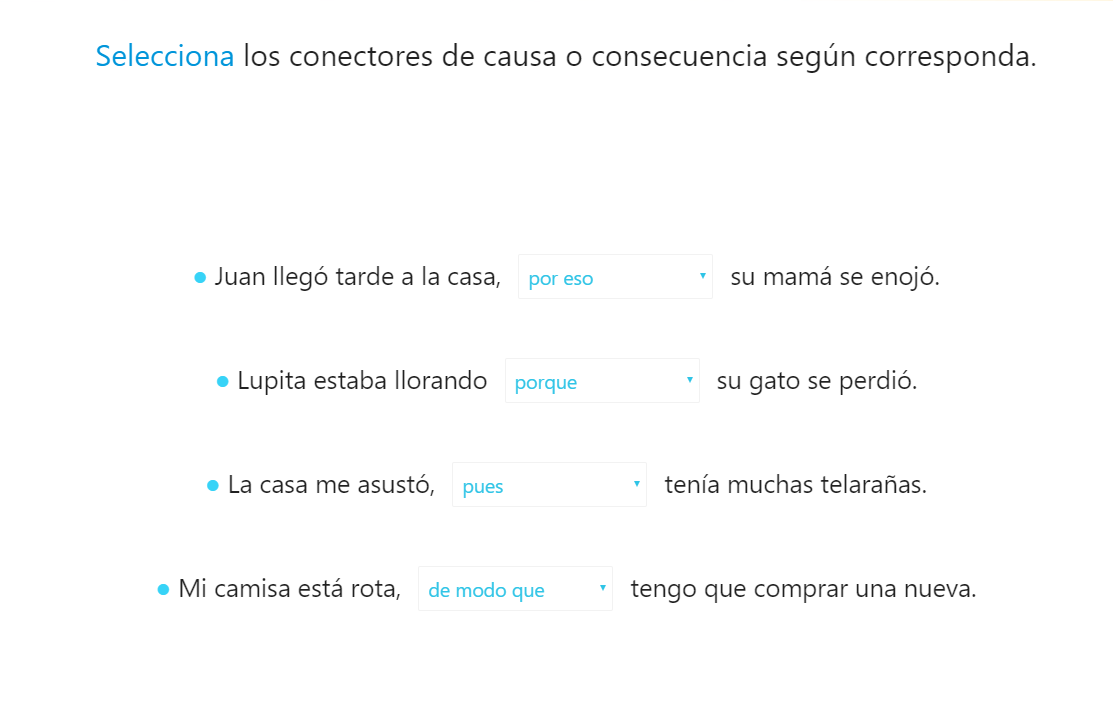 Selecciona los conectores de causa o consecuencia según corresponda.
Juan llegó tarde a la casa, por eso su mamá se enojó.
Lupita estaba llorando porque su gato se perdió.
La casa me asustó, pues tenía muchas telarañas.
Mi camisa está rota, de modo que tengo que comprar una nueva.